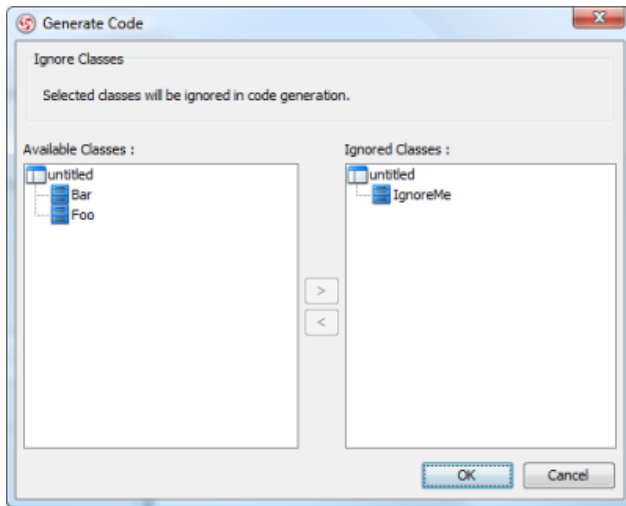 Generate Code
Ignore Classes
Selected classes will be ignored in code generation.
Available Classes :
untitled
Bar
Foo
>
<
Ignored Classes :
untitled
IgnoreMe
OK
Cancel